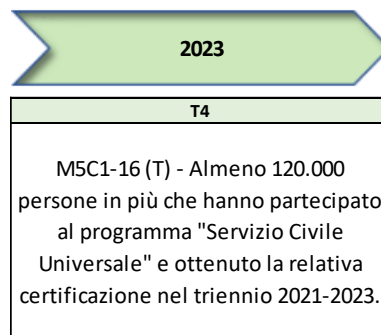 2023
T4
M5C1-16 (T) - Almeno 120.000
persone in più che hanno partecipato
al programma "Servizio Civile
Universale" e ottenuto la relativa
certificazione nel triennio 2021-2023.